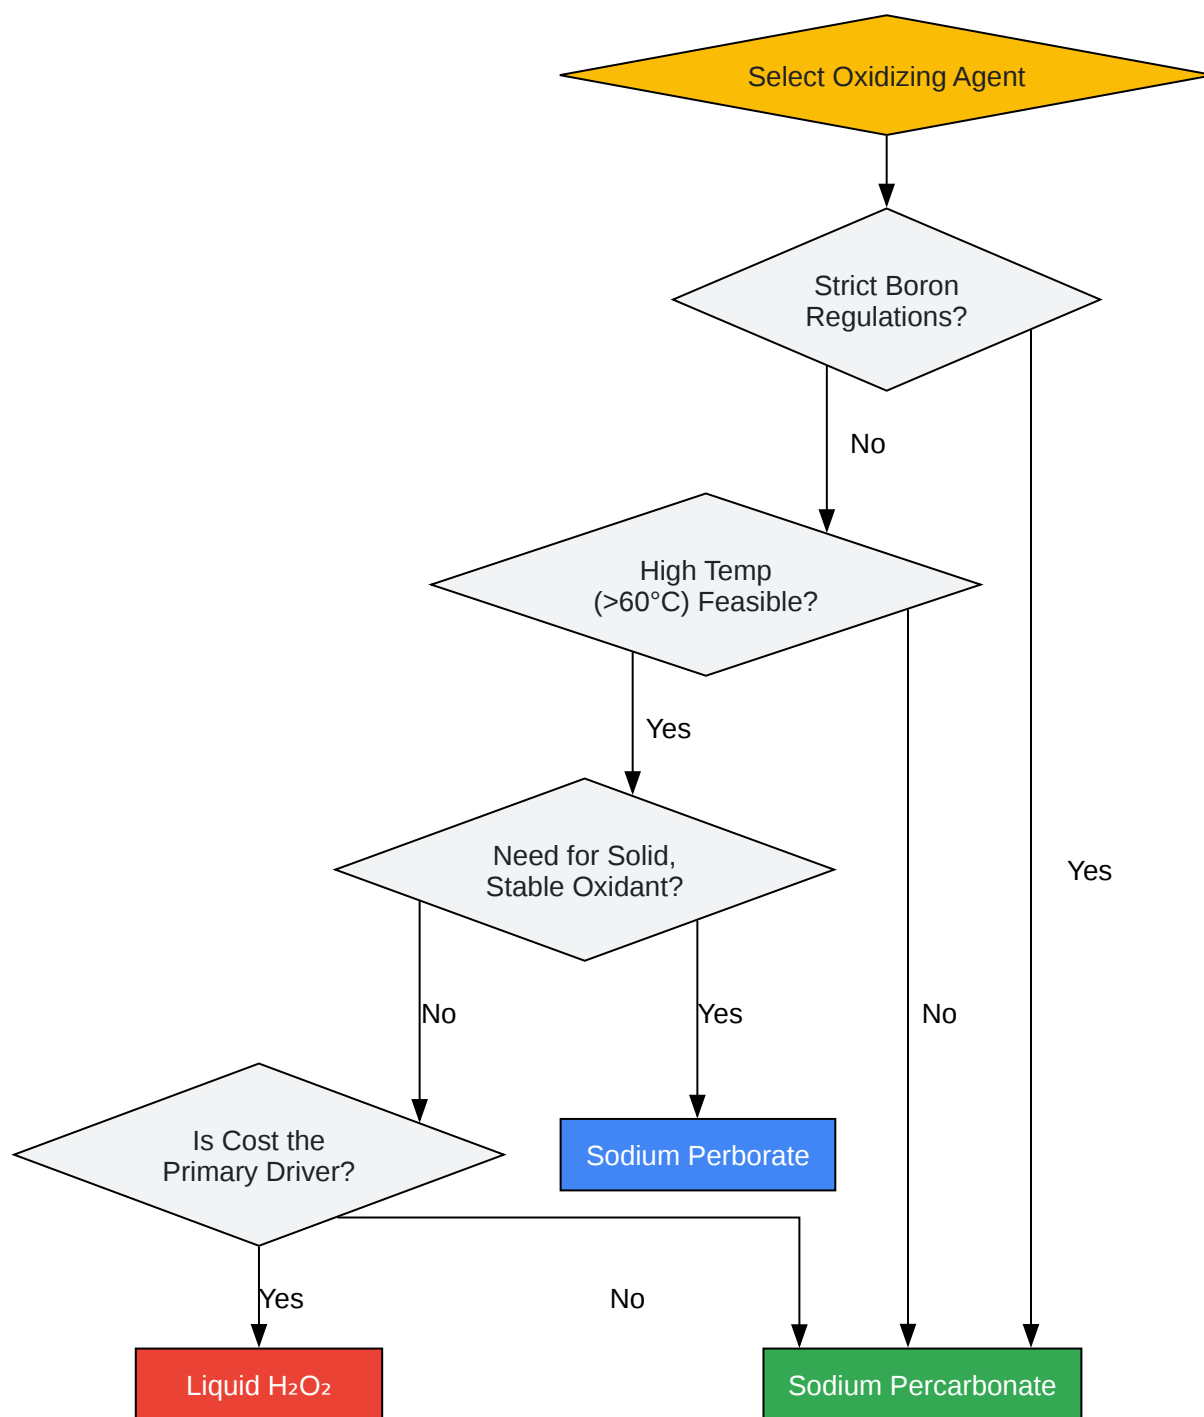 Select Oxidizing Agent
Strict Boron
Regulations?
No
High Temp
(>60°C) Feasible?
Yes
Need for Solid,
Stable Oxidant?
Yes
No
Yes
No
Is Cost the
Primary Driver?
Sodium Perborate
Yes
No
Liquid H₂O₂
Sodium Percarbonate